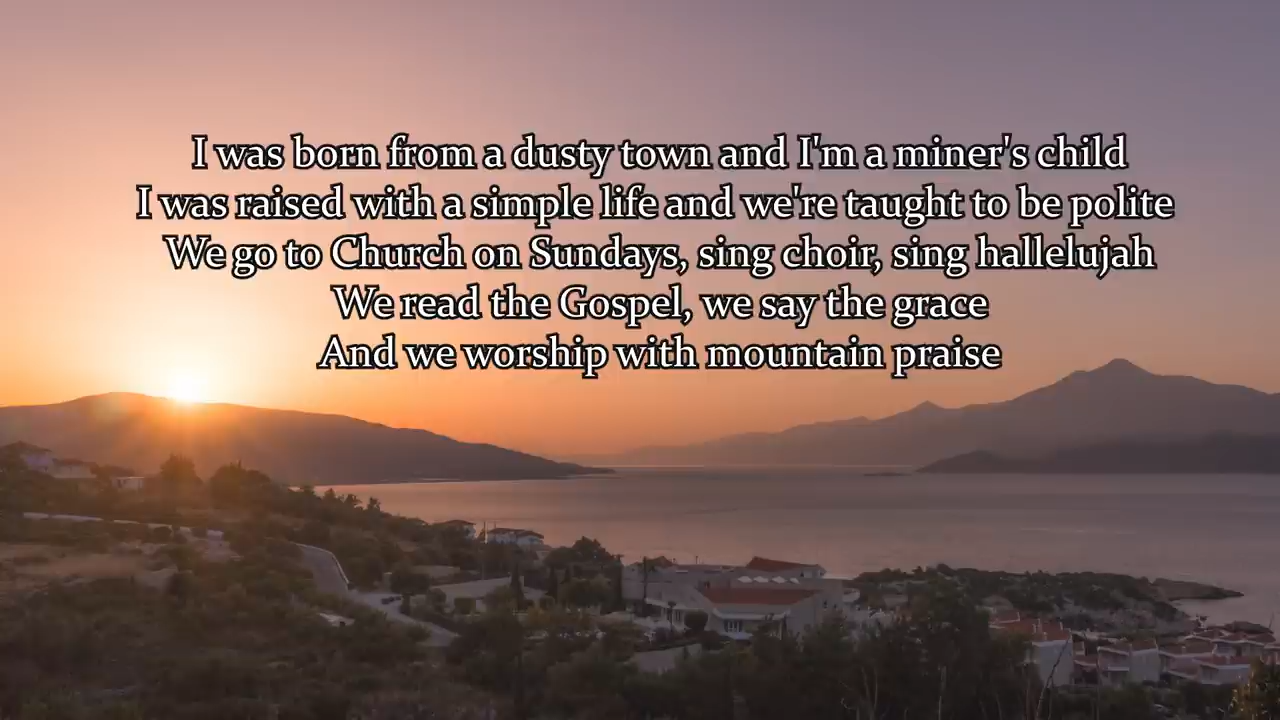 I was born from a dusty town and I'm a miner's child
I was raised with a simple life and we're taught to be polite
We go to Church on Sundays, sing choir, sing hallelujah
We read the Gospel, we say the grace
And we worship with mountain praise